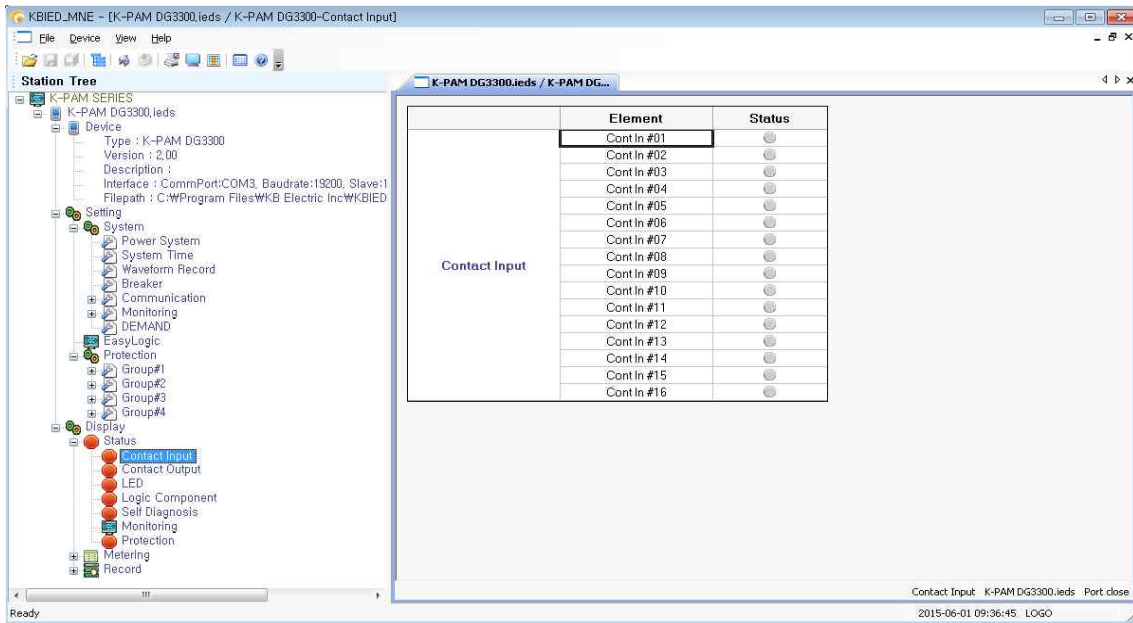 KBIED_MNE - [K-PAM DG3300.ieds / K-PAM DG3300-Contact Input]
File Device View Help
Station Tree
K-PAM SERIES
K-PAM DG3300.ieds
Device
Type : K-PAM DG3300
Version : 2.00
Description :
Interface : CommPort:COM3, Baudrate:19200, Slave:1
Filepath : C:₩Program Files₩KB Electric Inc₩KBIED
Setting
System
Power System
System Time
Waveform Record
Breaker
Communication
Monitoring
DEMAND
EasyLogic
Protection
Group#1
Group#2
Group#3
Group#4
Display
Status
Contact Input
Contact Output
LED
Logic Component
Self Diagnosis
Monitoring
Protection
Metering
Record
K-PAM DG3300.ieds / K-PAM DG...
Element Status
Contact Input
Cont In #01
Cont In #02
Cont In #03
Cont In #04
Cont In #05
Cont In #06
Cont In #07
Cont In #08
Cont In #09
Cont In #10
Cont In #11
Cont In #12
Cont In #13
Cont In #14
Cont In #15
Cont In #16
Contact Input K-PAM DG3300.ieds Port close
Ready 2015-06-01 09:36:45 LOGO